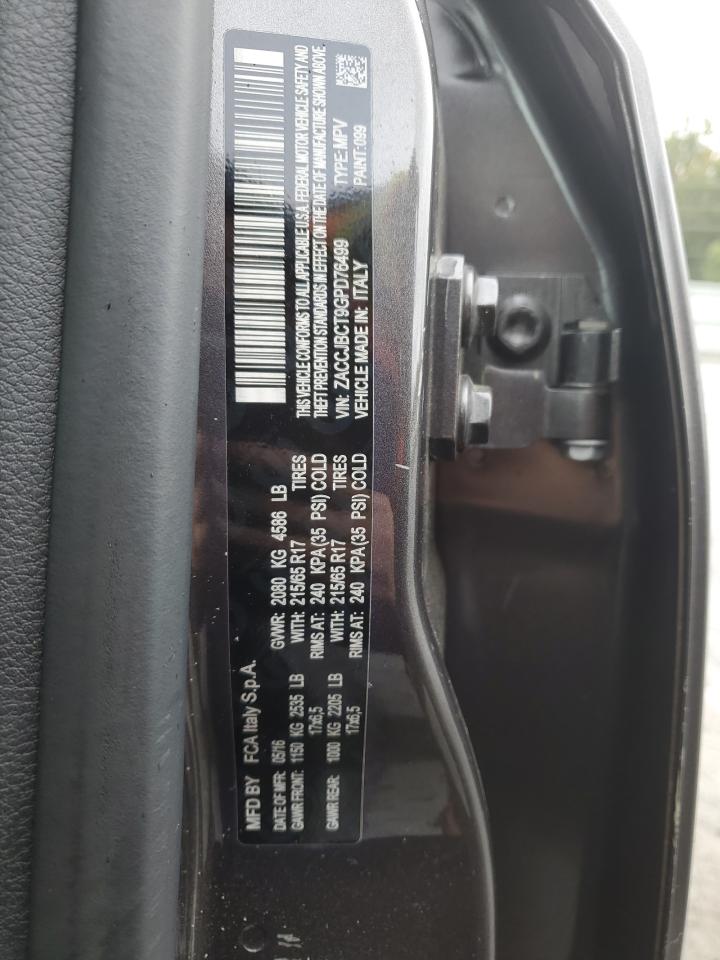 MFD BY FCA Italy S.p.A.
DATE OF MFR: 05/16 GVWR: 2080 KG 4586 LB
GAWR FRONT: 1150 KG 2535 LB WITH: 215/65 R17 TIRES
17x6,5 RIMS AT: 240 KPA(35 PSI) COLD
GAWR REAR: 1000 KG 2205 LB WITH: 215/65 R17 TIRES
17x6,5 RIMS AT: 240 KPA(35 PSI) COLD
THIS VEHICLE CONFORMS TO ALL APPLICABLE U.S.A. FEDERAL MOTOR VEHICLE SAFETY AND
THEFT PREVENTION STANDARDS IN EFFECT ON THE DATE OF MANUFACTURE SHOWN ABOVE.
VIN: ZACCJBCT9GPD76499 TYPE: MPV
VEHICLE MADE IN: ITALY PAINT: 099